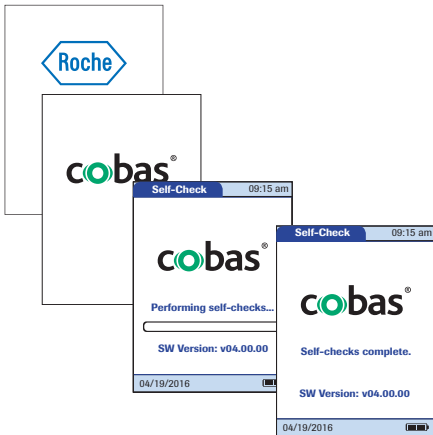 Roche
cobas®
Self-Check 09:15 am
cobas®
Performing self-checks...
SW Version: v04.00.00
04/19/2016
Self-Check 09:15 am
cobas®
Self-checks complete.
SW Version: v04.00.00
04/19/2016